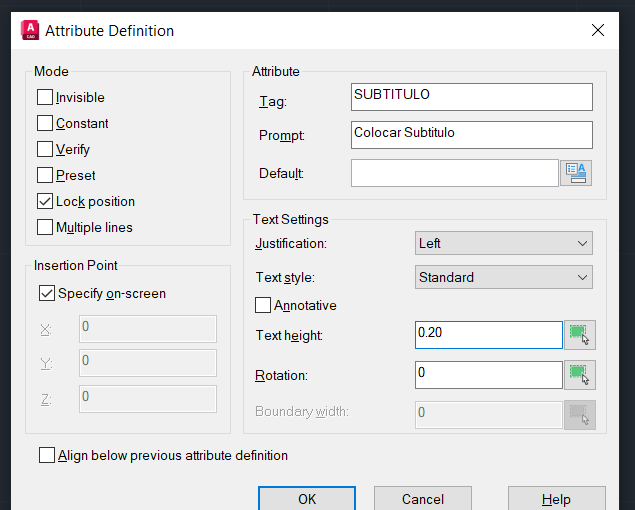 A
CAD
Attribute Definition
Mode
Invisible
Constant
Verify
Preset
Lock position
Multiple lines
Insertion Point
Specify on-screen
X: 0
Y: 0
Z: 0
Attribute
Tag: SUBTITULO
Prompt: Colocar Subtitulo
Default:
A
Text Settings
Justification: Left
Text style: Standard
Annotative
Text height: 0.20
Rotation: 0
Boundary width: 0
Align below previous attribute definition
OK Cancel Help